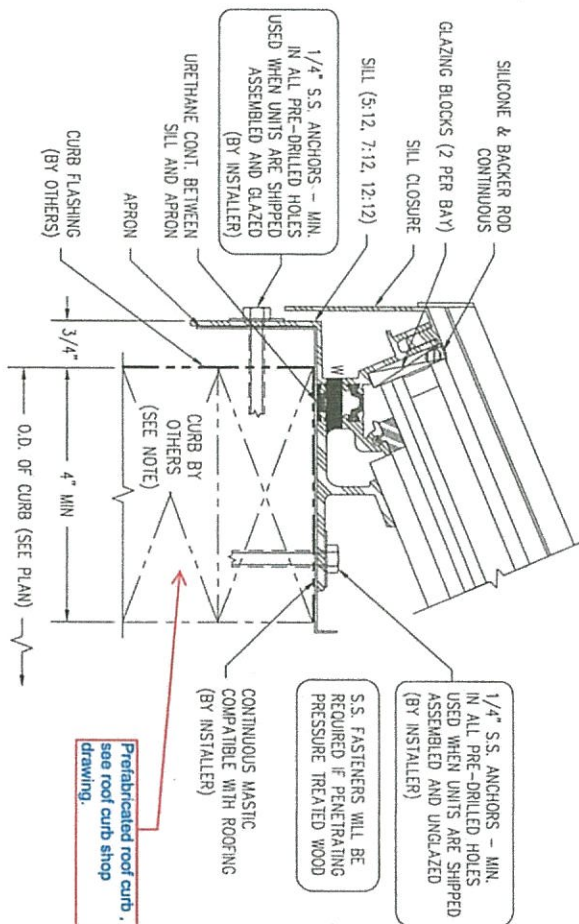 SILICONE & BACKER ROD
CONTINUOUS
GLAZING BLOCKS (2 PER BAY)
SILL CLOSURE
SILL (5:12, 7:12, 12:12)
1/4" S.S. ANCHORS - MIN.
IN ALL PRE-DRILLED HOLES
USED WHEN UNITS ARE SHIPPED
ASSEMBLED AND GLAZED
(BY INSTALLER)
URETHANE CONT. BETWEEN
SILL AND APRON
APRON
CURB FLASHING
(BY OTHERS)
W
3/4"
4" MIN
O.D. OF CURB (SEE PLAN)
CURB BY
OTHERS
(SEE NOTE)
1/4" S.S. ANCHORS - MIN.
IN ALL PRE-DRILLED HOLES
USED WHEN UNITS ARE SHIPPED
ASSEMBLED AND UNGLAZED
(BY INSTALLER)
S.S. FASTENERS WILL BE
REQUIRED IF PENETRATING
PRESSURE TREATED WOOD
CONTINUOUS MASTIC
COMPATIBLE WITH ROOFING
(BY INSTALLER)
Prefabricated roof curb ,
see roof curb shop
drawing.